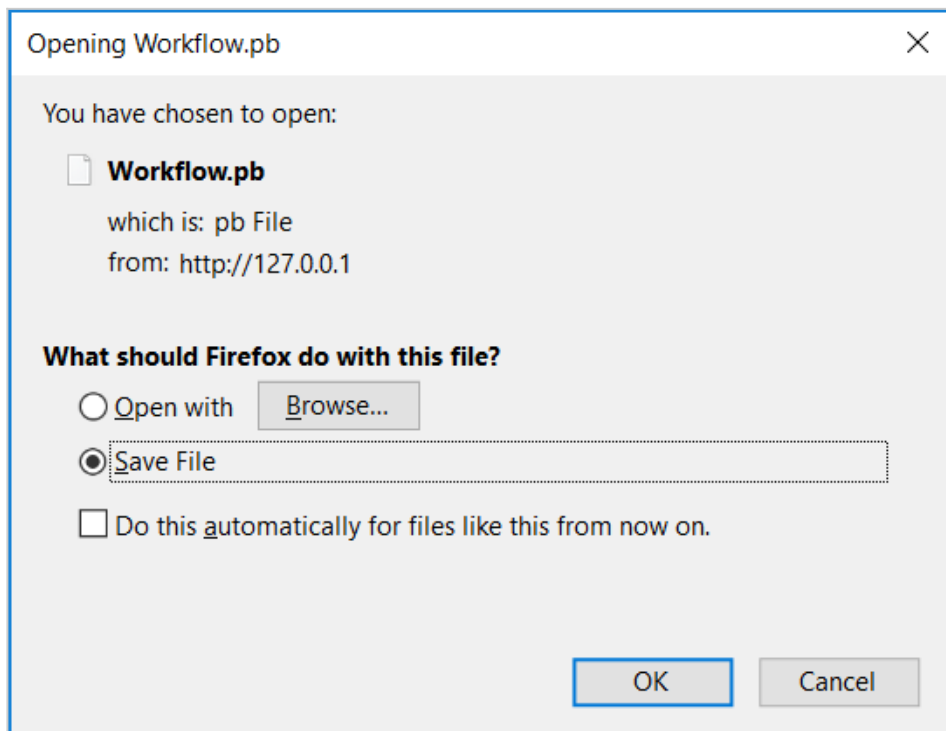 Opening Workflow.pb
You have chosen to open:
Workflow.pb
which is: pb File
from: http://127.0.0.1
What should Firefox do with this file?
Open with Browse...
Save File
Do this automatically for files like this from now on.
OK Cancel